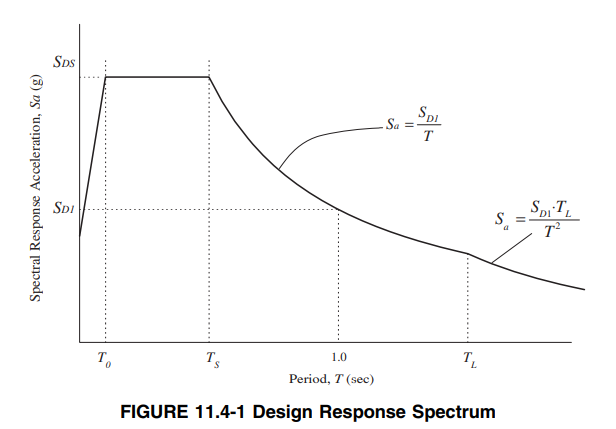 SDS
Spectral Response Acceleration, Sa (g)
Sa = SD1 / T
SD1
Sa = SD1·TL / T²
T0 TS 1.0 TL
Period, T (sec)
FIGURE 11.4-1 Design Response Spectrum